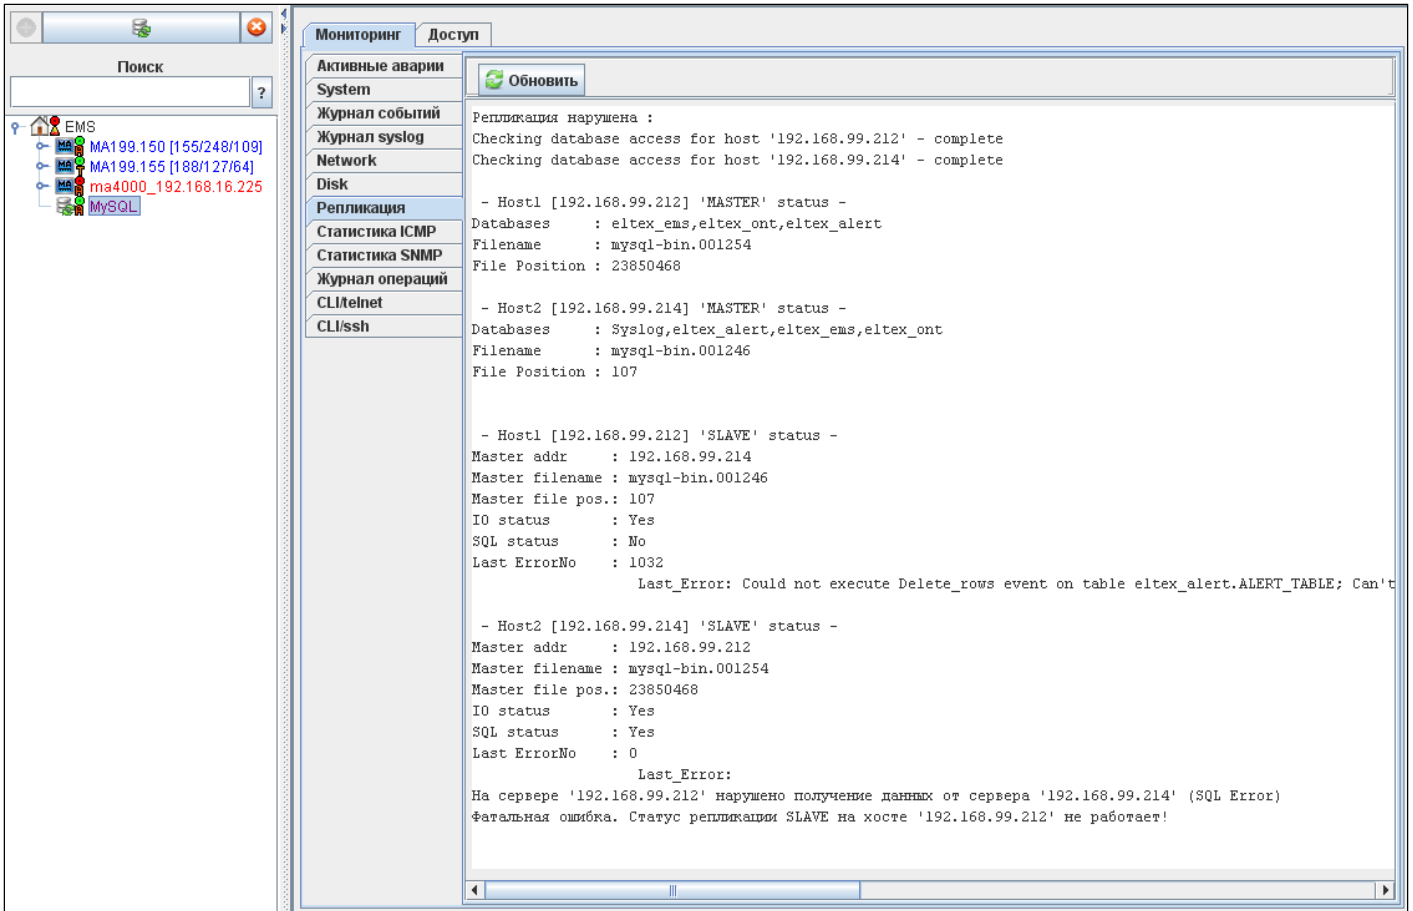 Поиск
?
EMS
MA199.150 [155/248/109]
MA199.155 [188/127/64]
ma4000_192.168.16.225
MySQL
Мониторинг
Доступ
Активные аварии
System
Журнал событий
Журнал syslog
Network
Disk
Репликация
Статистика ICMP
Статистика SNMP
Журнал операций
CLI/telnet
CLI/ssh
Обновить
Репликация нарушена :
Checking database access for host '192.168.99.212' - complete
Checking database access for host '192.168.99.214' - complete
- Host1 [192.168.99.212] 'MASTER' status -
Databases : eltex_ems,eltex_ont,eltex_alert
Filename : mysql-bin.001254
File Position : 23850468
- Host2 [192.168.99.214] 'MASTER' status -
Databases : Syslog,eltex_alert,eltex_ems,eltex_ont
Filename : mysql-bin.001246
File Position : 107
- Host1 [192.168.99.212] 'SLAVE' status -
Master addr : 192.168.99.214
Master filename : mysql-bin.001246
Master file pos.: 107
IO status : Yes
SQL status : No
Last ErrorNo : 1032
Last_Error: Could not execute Delete_rows event on table eltex_alert.ALERT_TABLE; Can't
- Host2 [192.168.99.214] 'SLAVE' status -
Master addr : 192.168.99.212
Master filename : mysql-bin.001254
Master file pos.: 23850468
IO status : Yes
SQL status : Yes
Last ErrorNo : 0
Last_Error:
На сервере '192.168.99.212' нарушено получение данных от сервера '192.168.99.214' (SQL Error)
Фатальная ошибка. Статус репликации SLAVE на хосте '192.168.99.212' не работает!